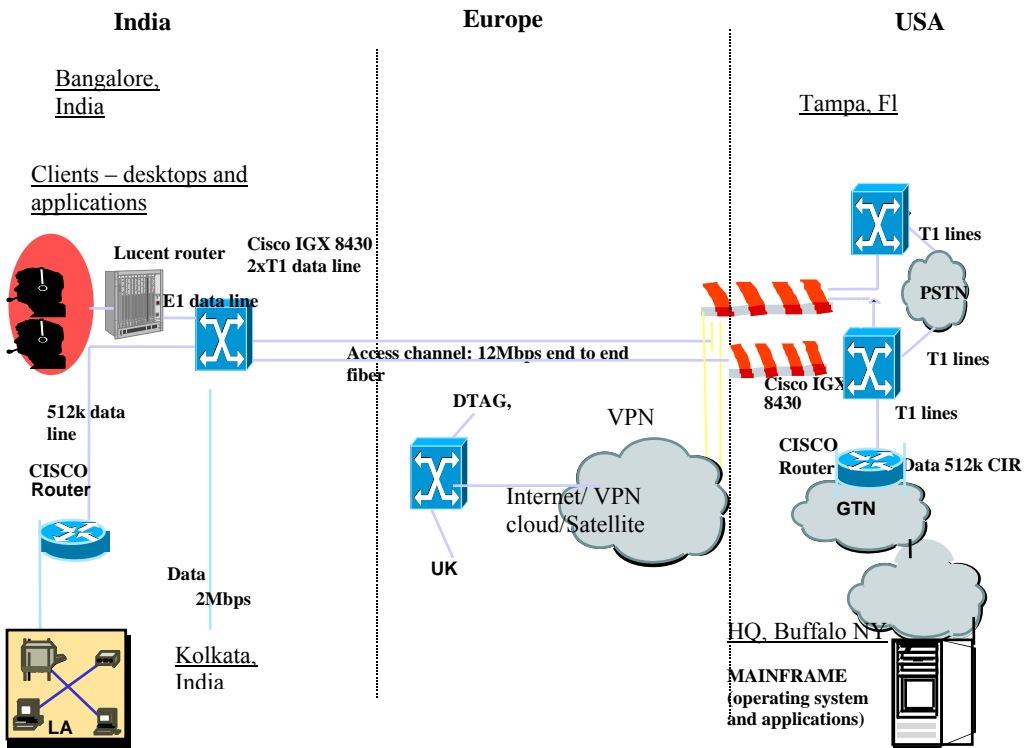 India
Europe
USA
Bangalore,
India
Tampa, Fl
Clients – desktops and
applications
Lucent router
Cisco IGX 8430
2xT1 data line
E1 data line
T1 lines
PSTN
Access channel: 12Mbps end to end
fiber
T1 lines
Cisco IGX
8430
512k data
line
DTAG,
VPN
T1 lines
CISCO
Router
CISCO
Router
Data 512k CIR
Internet/ VPN
cloud/Satellite
GTN
UK
Data
2Mbps
Kolkata,
India
HQ, Buffalo NY
MAINFRAME
(operating system
and applications)
LA